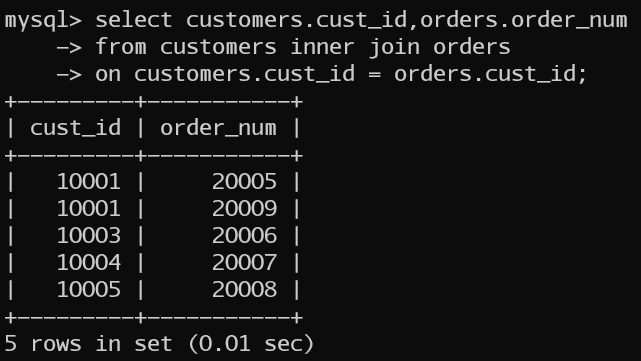 mysql> select customers.cust_id,orders.order_num
    -> from customers inner join orders
    -> on customers.cust_id = orders.cust_id;
+---------+-----------+
| cust_id | order_num |
+---------+-----------+
|   10001 |     20005 |
|   10001 |     20009 |
|   10003 |     20006 |
|   10004 |     20007 |
|   10005 |     20008 |
+---------+-----------+
5 rows in set (0.01 sec)